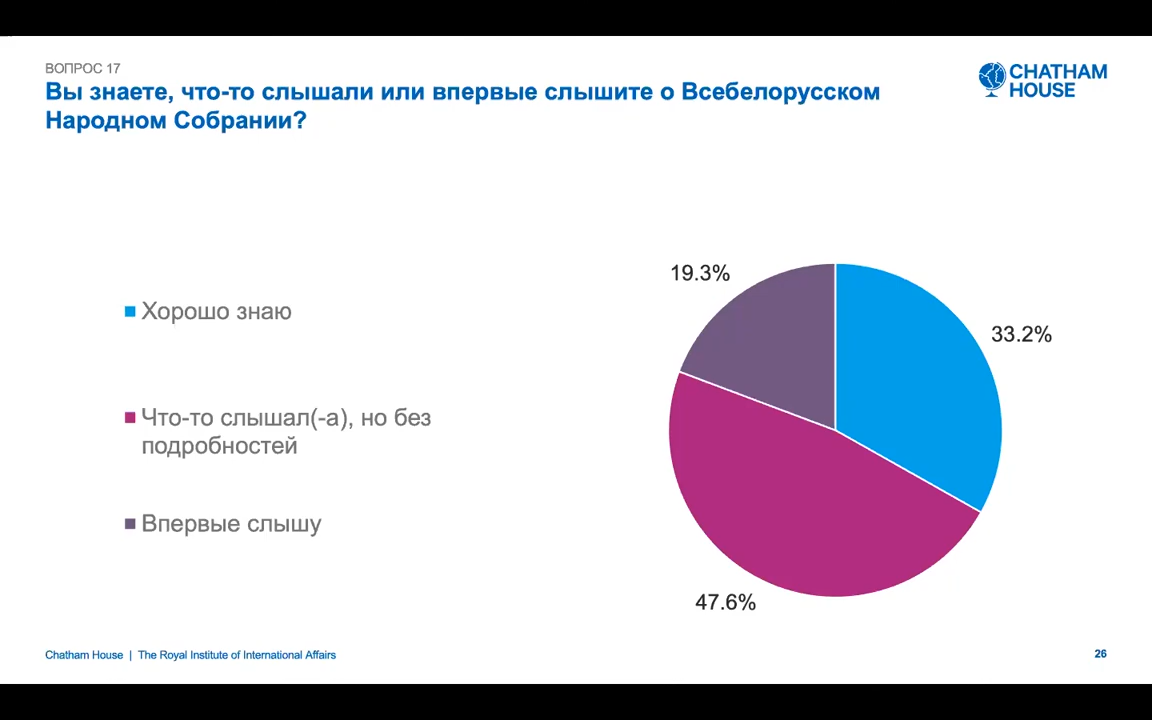 ВОПРОС 17
Вы знаете, что-то слышали или впервые слышите о Всебелорусском
Народном Собрании?
CHATHAM
HOUSE
19.3%
33.2%
47.6%
Хорошо знаю
Что-то слышал(-а), но без
подробностей
Впервые слышу
Chatham House | The Royal Institute of International Affairs
26